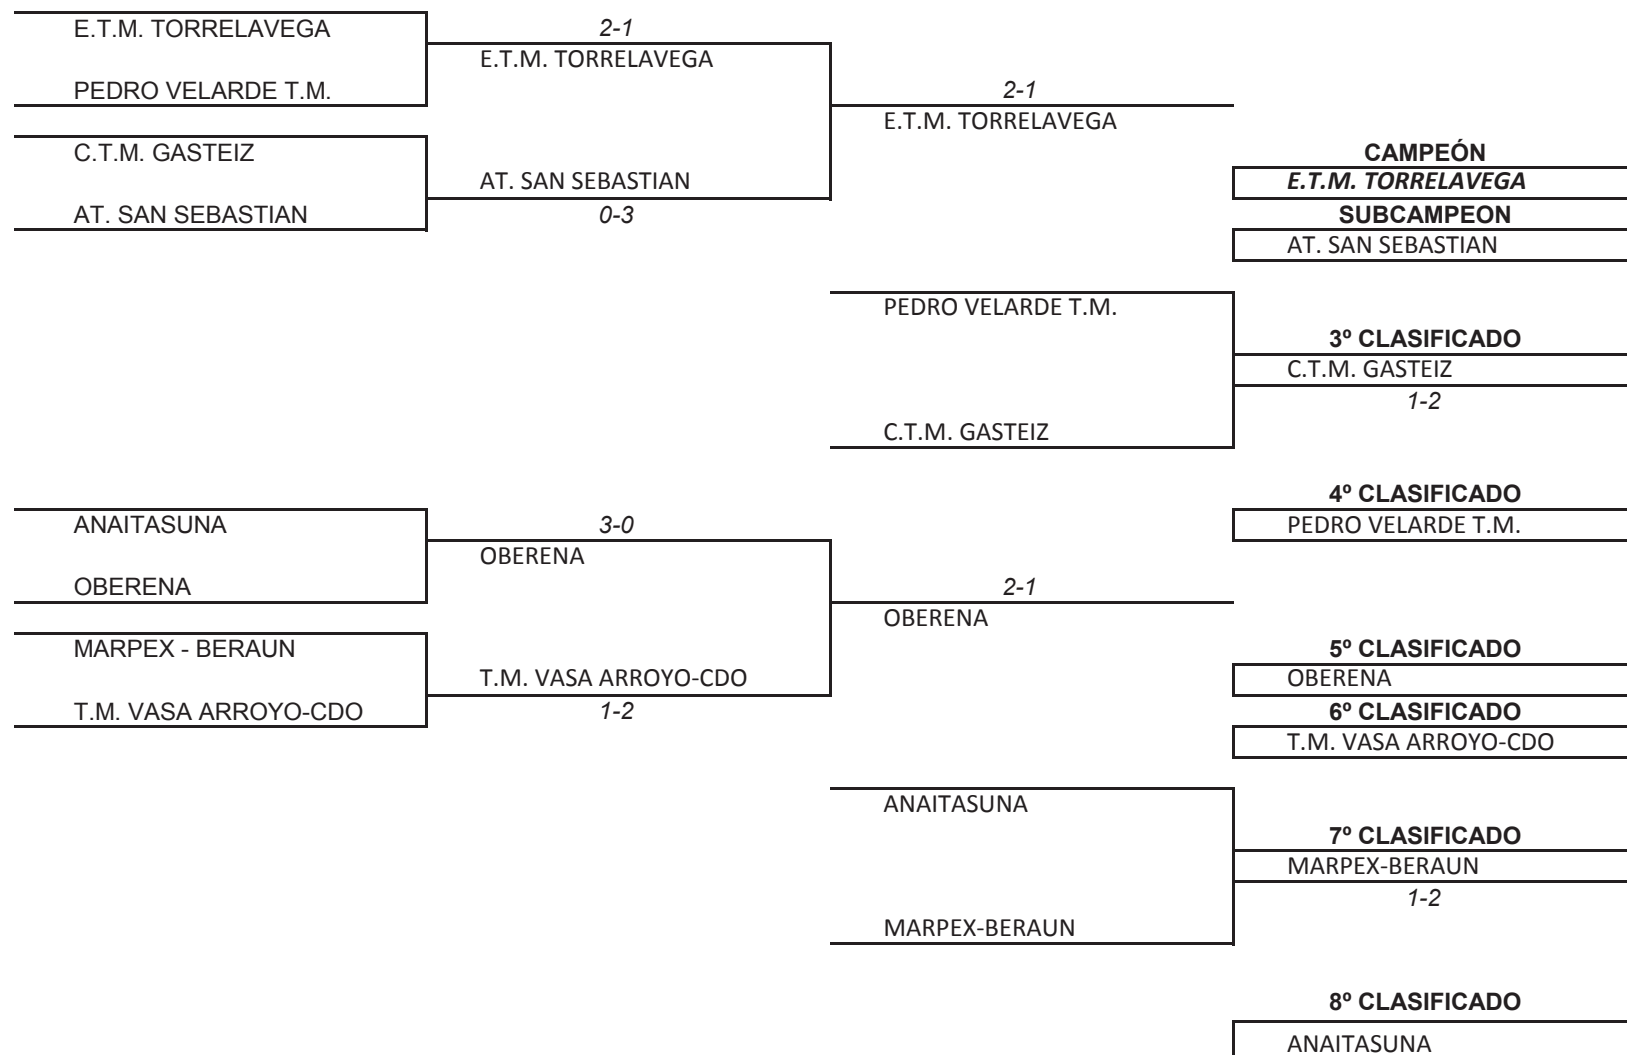 E.T.M. TORRELAVEGA
2-1
E.T.M. TORRELAVEGA
PEDRO VELARDE T.M.
2-1
E.T.M. TORRELAVEGA
C.T.M. GASTEIZ
CAMPEÓN
AT. SAN SEBASTIAN
E.T.M. TORRELAVEGA
AT. SAN SEBASTIAN
0-3
SUBCAMPEON
AT. SAN SEBASTIAN
PEDRO VELARDE T.M.
3º CLASIFICADO
C.T.M. GASTEIZ
1-2
C.T.M. GASTEIZ
4º CLASIFICADO
ANAITASUNA
3-0
PEDRO VELARDE T.M.
OBERENA
OBERENA
2-1
OBERENA
MARPEX - BERAUN
5º CLASIFICADO
T.M. VASA ARROYO-CDO
OBERENA
T.M. VASA ARROYO-CDO
1-2
6º CLASIFICADO
T.M. VASA ARROYO-CDO
ANAITASUNA
7º CLASIFICADO
MARPEX-BERAUN
1-2
MARPEX-BERAUN
8º CLASIFICADO
ANAITASUNA